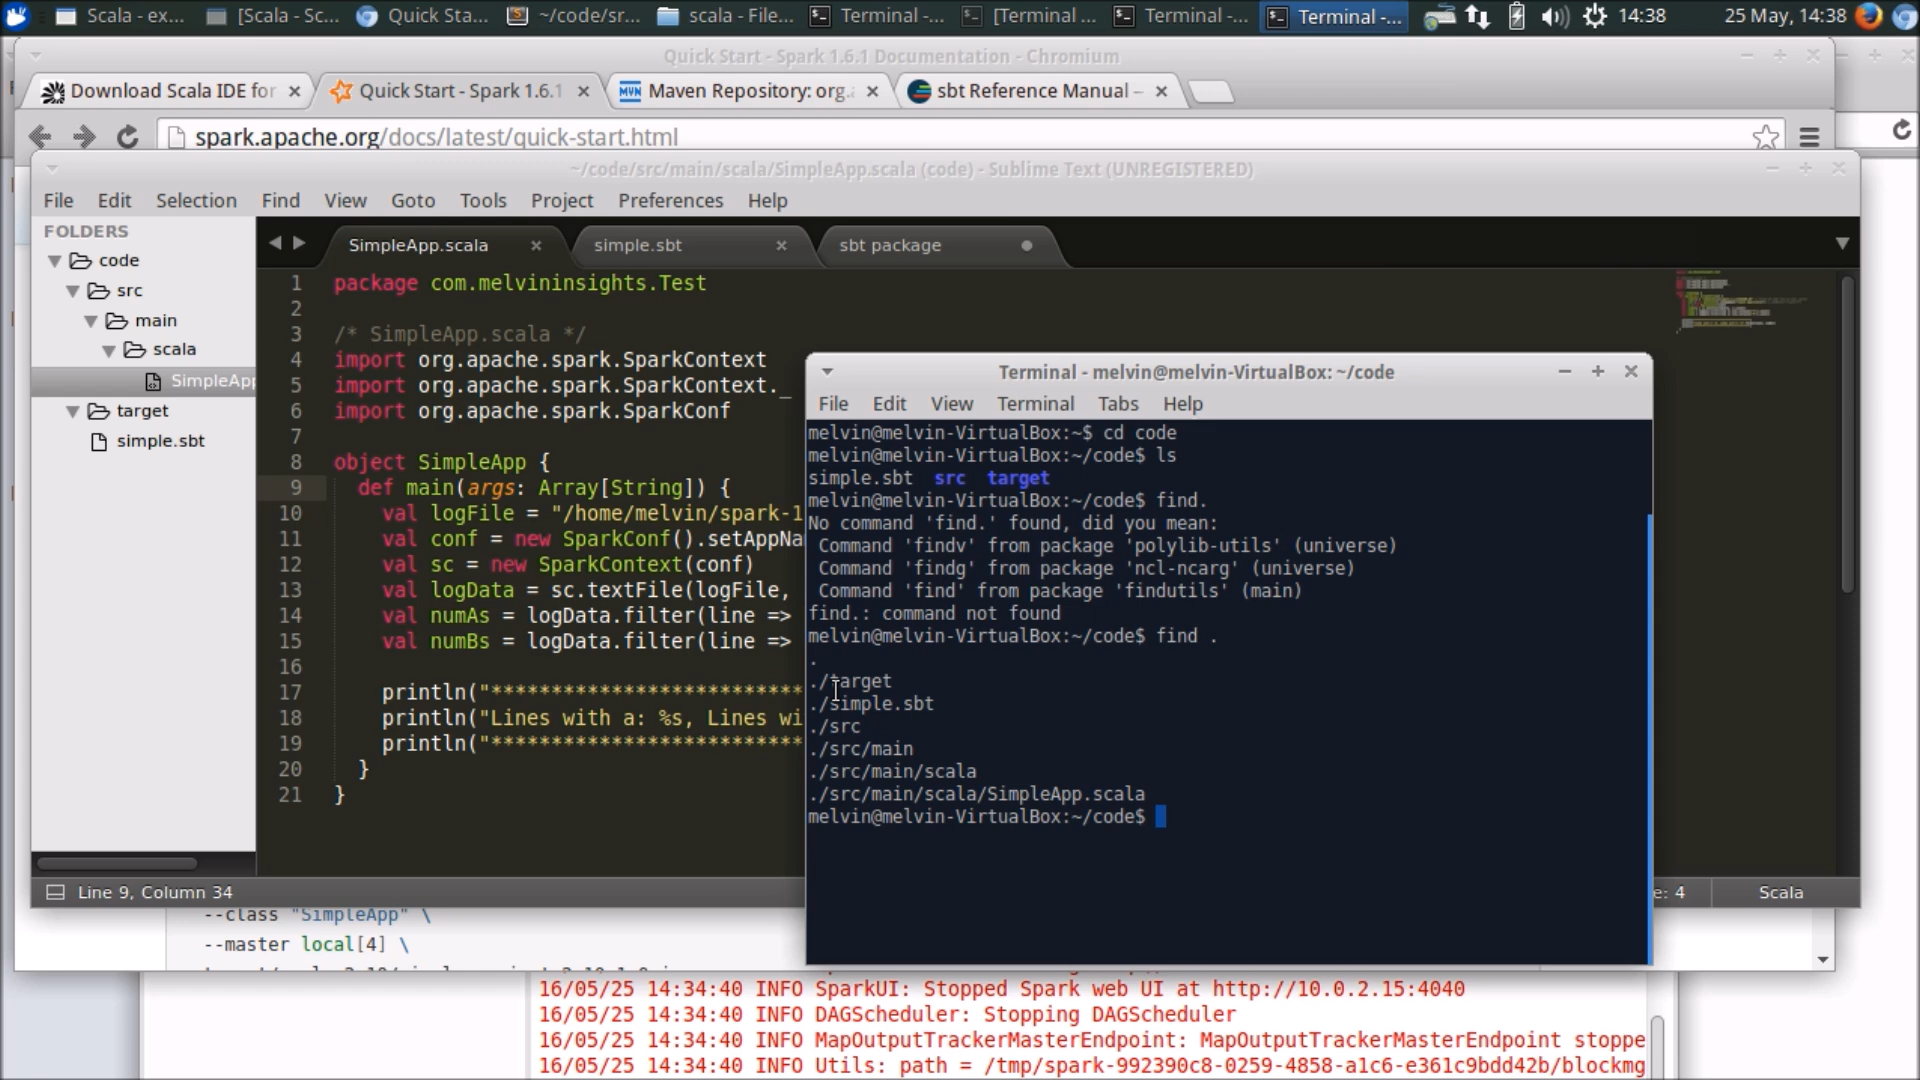 Scala - ex...
[Scala - Sc...
Quick Sta...
~/code/sr...
scala - File...
Terminal -...
[Terminal ...
Terminal -...
Terminal -...
14:38
25 May, 14:38
Quick Start - Spark 1.6.1 Documentation - Chromium
Download Scala IDE for
Quick Start - Spark 1.6.1
Maven Repository: org.a
sbt Reference Manual –
spark.apache.org/docs/latest/quick-start.html
~/code/src/main/scala/SimpleApp.scala (code) - Sublime Text (UNREGISTERED)
File Edit Selection Find View Goto Tools Project Preferences Help
FOLDERS
code
src
main
scala
SimpleApp
target
simple.sbt
SimpleApp.scala
simple.sbt
sbt package
1 package com.melvininsights.Test
2
3 /* SimpleApp.scala */
4 import org.apache.spark.SparkContext
5 import org.apache.spark.SparkContext._
6 import org.apache.spark.SparkConf
7
8 object SimpleApp {
9 def main(args: Array[String]) {
10 val logFile = "/home/melvin/spark-1
11 val conf = new SparkConf().setAppNa
12 val sc = new SparkContext(conf)
13 val logData = sc.textFile(logFile,
14 val numAs = logData.filter(line =>
15 val numBs = logData.filter(line =>
16
17 println("**************************
18 println("Lines with a: %s, Lines wi
19 println("**************************
20 }
21 }
Line 9, Column 34
e: 4
Scala
Terminal - melvin@melvin-VirtualBox: ~/code
File Edit View Terminal Tabs Help
melvin@melvin-VirtualBox:~$ cd code
melvin@melvin-VirtualBox:~/code$ ls
simple.sbt src target
melvin@melvin-VirtualBox:~/code$ find.
No command 'find.' found, did you mean:
Command 'findv' from package 'polylib-utils' (universe)
Command 'findg' from package 'ncl-ncarg' (universe)
Command 'find' from package 'findutils' (main)
find.: command not found
melvin@melvin-VirtualBox:~/code$ find .
.
./target
./simple.sbt
./src
./src/main
./src/main/scala
./src/main/scala/SimpleApp.scala
melvin@melvin-VirtualBox:~/code$
--class "SimpleApp" \
--master local[4] \
16/05/25 14:34:40 INFO SparkUI: Stopped Spark web UI at http://10.0.2.15:4040
16/05/25 14:34:40 INFO DAGScheduler: Stopping DAGScheduler
16/05/25 14:34:40 INFO MapOutputTrackerMasterEndpoint: MapOutputTrackerMasterEndpoint stoppe
16/05/25 14:34:40 INFO Utils: path = /tmp/spark-992390c8-0259-4858-a1c6-e361c9bdd42b/blockmg